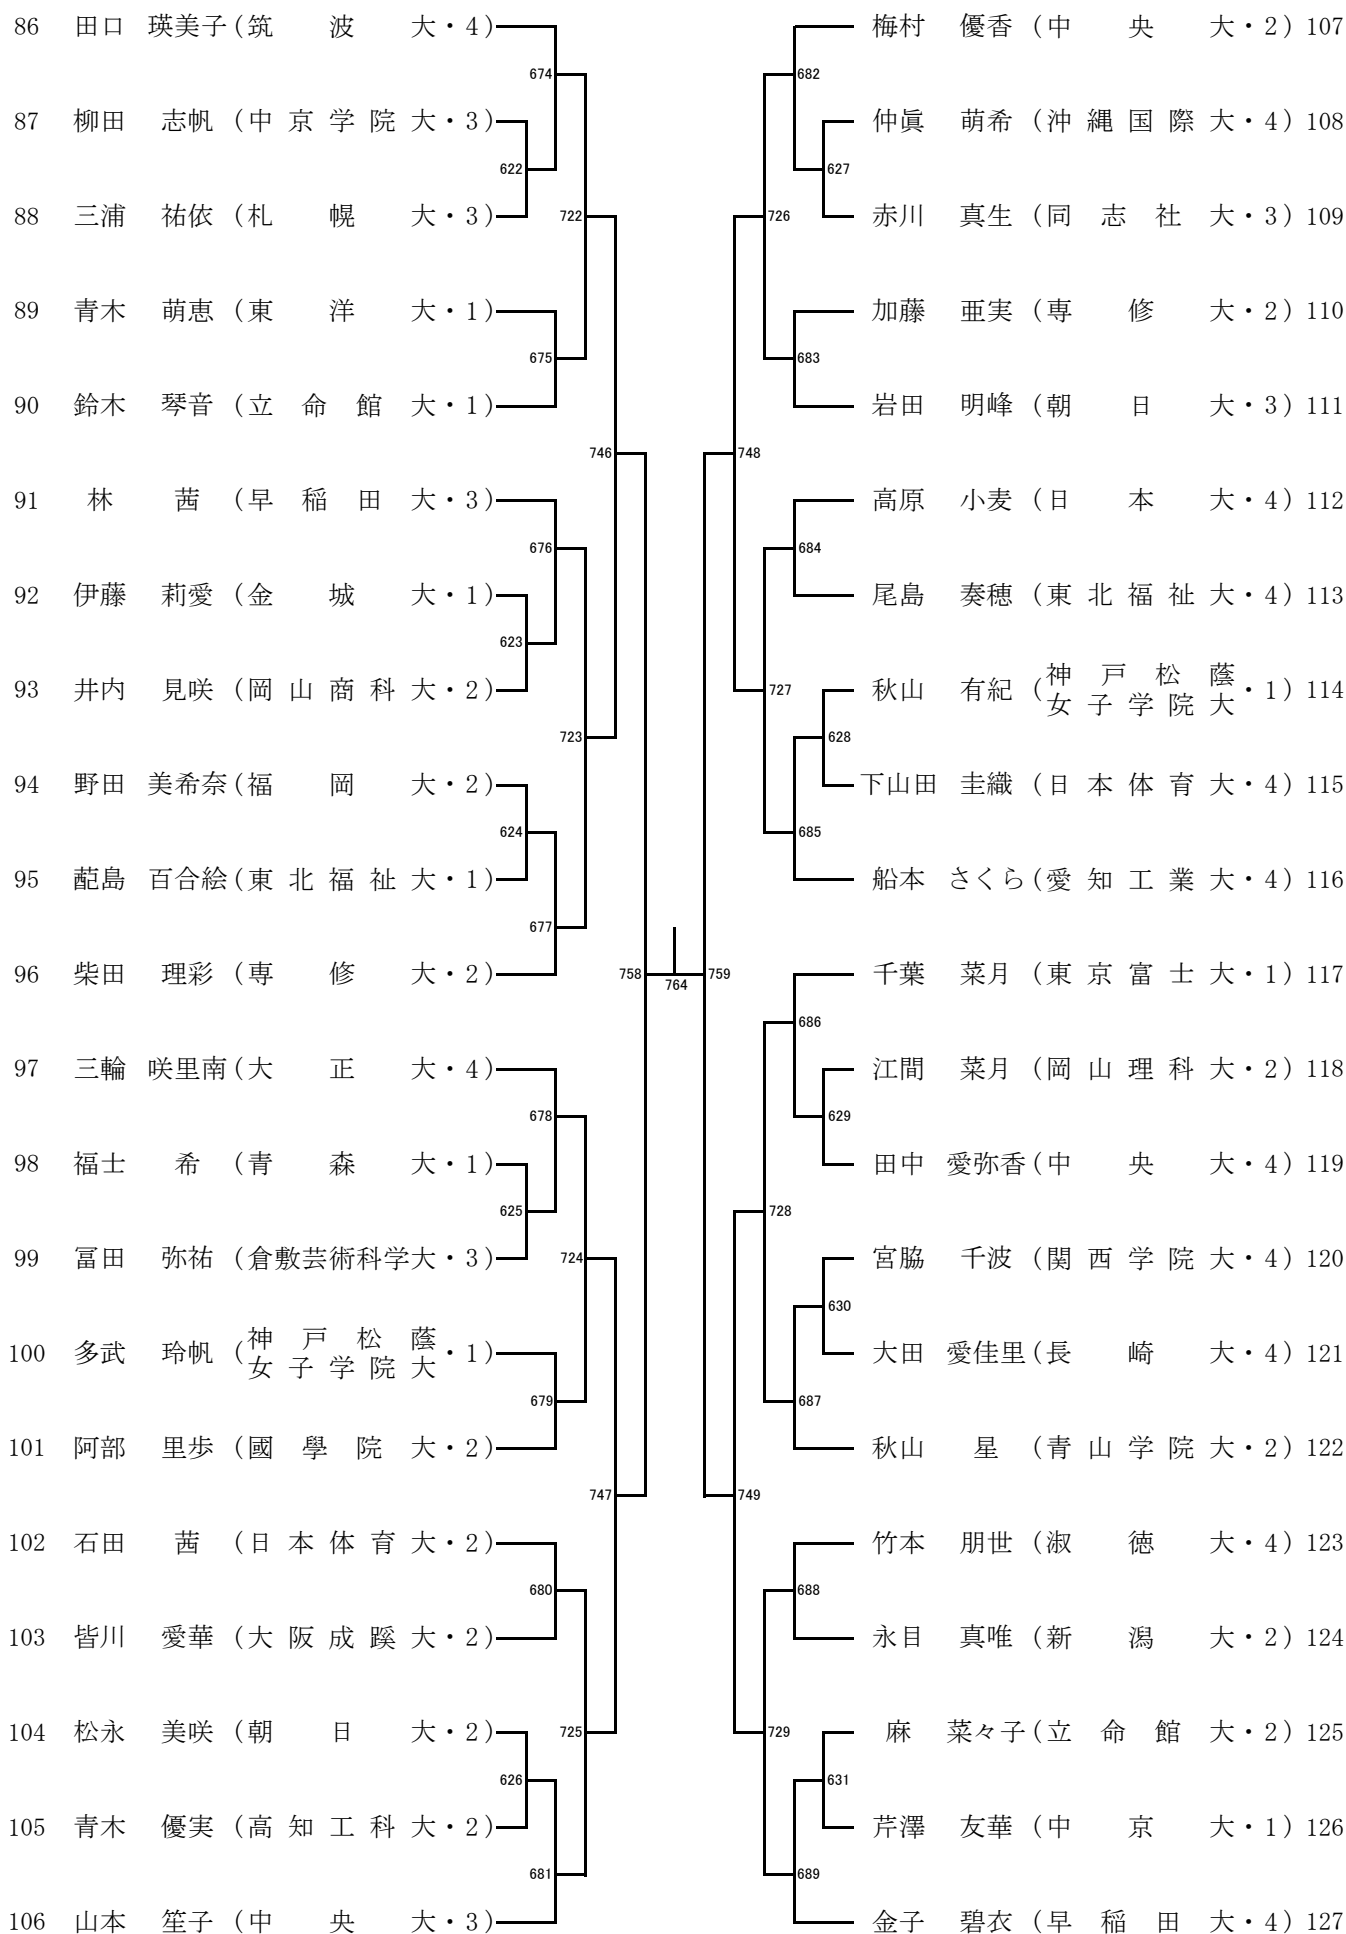 86 田口 瑛美子 (筑波大・4)
674
87 柳田 志帆 (中京学院大・3)
622
88 三浦 祐依 (札幌大・3)
722
89 青木 萌恵 (東洋大・1)
675
90 鈴木 琴音 (立命館大・1)
746
91 林 茜 (早稲田大・3)
676
92 伊藤 莉愛 (金城大・1)
623
93 井内 見咲 (岡山商科大・2)
723
94 野田 美希奈 (福岡大・2)
624
95 蓜島 百合絵 (東北福祉大・1)
677
96 柴田 理彩 (専修大・2)
758
764
97 三輪 咲里南 (大正大・4)
678
98 福士 希 (青森大・1)
625
99 冨田 弥祐 (倉敷芸術科学大・3)
724
100 多武 玲帆 (神戸松蔭女子学院大・1)
679
101 阿部 里歩 (國學院大・2)
747
102 石田 茜 (日本体育大・2)
680
103 皆川 愛華 (大阪成蹊大・2)
104 松永 美咲 (朝日大・2)
725
626
105 青木 優実 (高知工科大・2)
681
106 山本 笙子 (中央大・3)
梅村 優香 (中央大・2) 107
682
仲眞 萌希 (沖縄国際大・4) 108
627
赤川 真生 (同志社大・3) 109
726
加藤 亜実 (専修大・2) 110
683
岩田 明峰 (朝日大・3) 111
748
高原 小麦 (日本大・4) 112
684
尾島 奏穂 (東北福祉大・4) 113
秋山 有紀 (神戸松蔭女子学院大・1) 114
727
628
下山田 圭織 (日本体育大・4) 115
685
船本 さくら (愛知工業大・4) 116
千葉 菜月 (東京富士大・1) 117
759
686
江間 菜月 (岡山理科大・2) 118
629
田中 愛弥香 (中央大・4) 119
728
宮脇 千波 (関西学院大・4) 120
630
大田 愛佳里 (長崎大・4) 121
687
秋山 星 (青山学院大・2) 122
749
竹本 朋世 (淑徳大・4) 123
688
永目 真唯 (新潟大・2) 124
麻 菜々子 (立命館大・2) 125
729
631
芹澤 友華 (中京大・1) 126
689
金子 碧衣 (早稲田大・4) 127